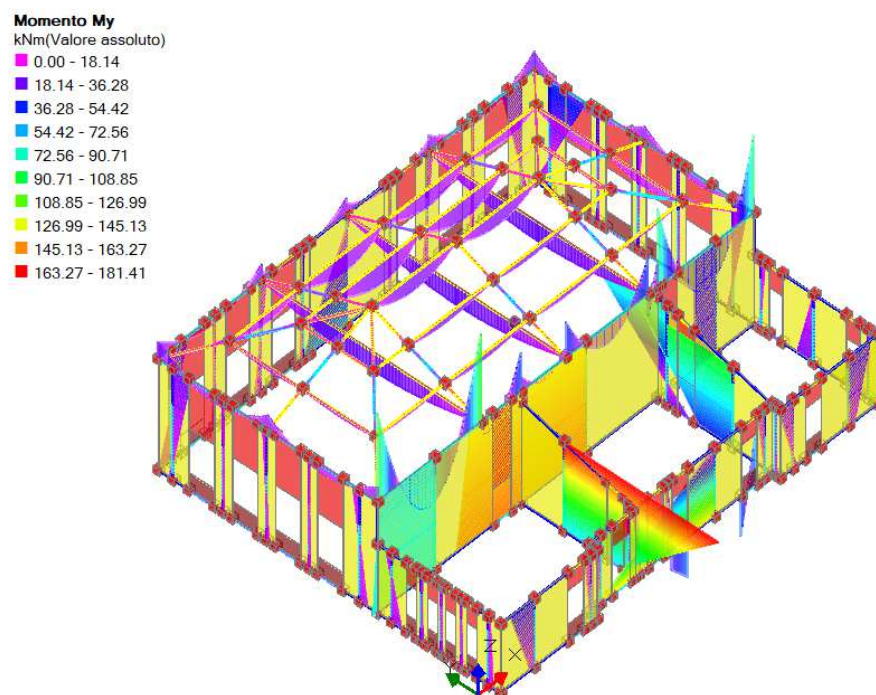 Momento My
kNm(Valore assoluto)
0.00 - 18.14
18.14 - 36.28
36.28 - 54.42
54.42 - 72.56
72.56 - 90.71
90.71 - 108.85
108.85 - 126.99
126.99 - 145.13
145.13 - 163.27
163.27 - 181.41
Z X